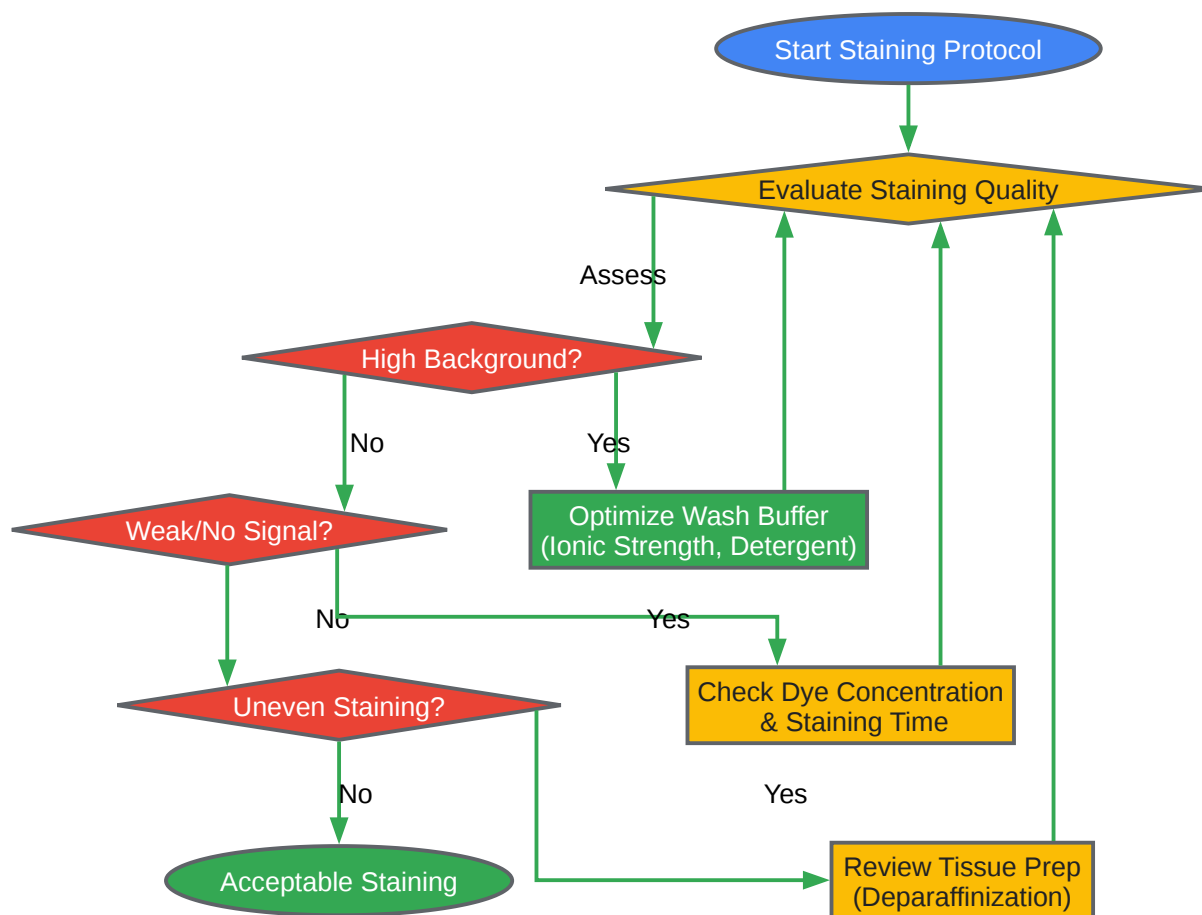 Start Staining Protocol
Evaluate Staining Quality
Assess
High Background?
No
Yes
Optimize Wash Buffer
(Ionic Strength, Detergent)
Weak/No Signal?
No
Yes
Check Dye Concentration
& Staining Time
Uneven Staining?
No
Yes
Review Tissue Prep
(Deparaffinization)
Acceptable Staining